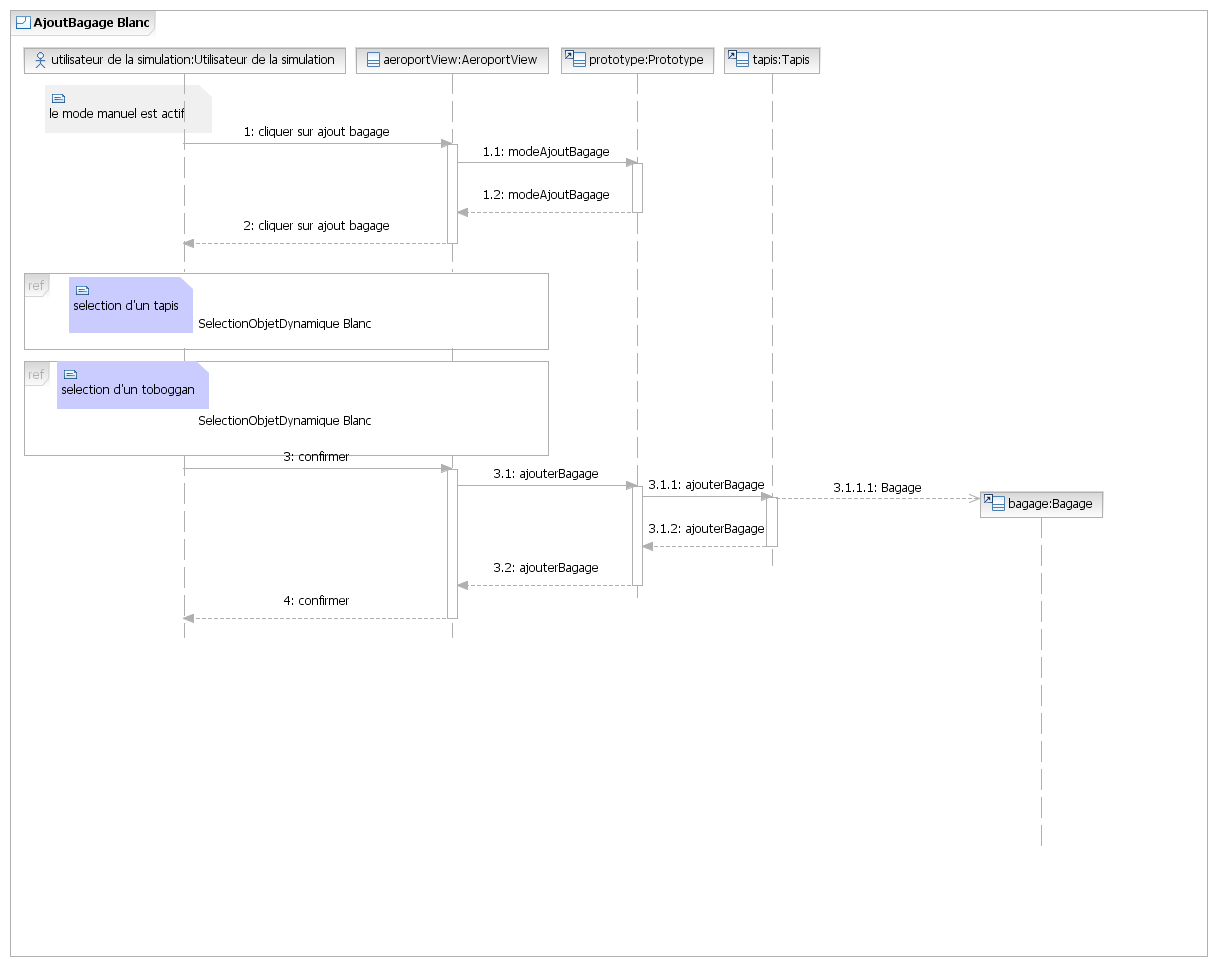 AjoutBagage Blanc
utilisateur de la simulation:Utilisateur de la simulation
aeroportView:AeroportView
prototype:Prototype
tapis:Tapis
le mode manuel est actif
1: cliquer sur ajout bagage
1.1: modeAjoutBagage
1.2: modeAjoutBagage
2: cliquer sur ajout bagage
ref
selection d'un tapis
SelectionObjetDynamique Blanc
ref
selection d'un toboggan
SelectionObjetDynamique Blanc
3: confirmer
3.1: ajouterBagage
3.1.1: ajouterBagage
3.1.1.1: Bagage
bagage:Bagage
3.1.2: ajouterBagage
3.2: ajouterBagage
4: confirmer